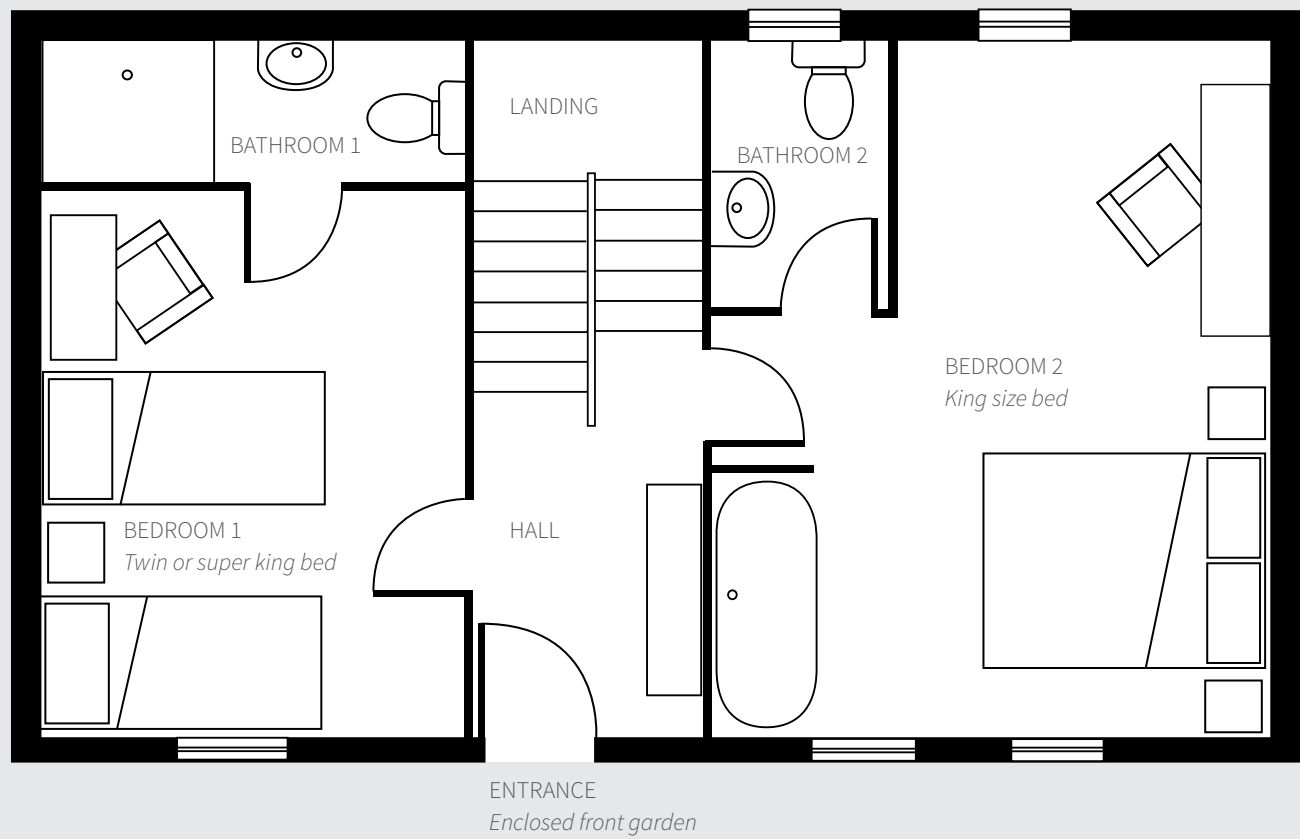 LANDING
BATHROOM 1
BATHROOM 2
BEDROOM 2
King size bed
BEDROOM 1
Twin or super king bed
HALL
ENTRANCE
Enclosed front garden